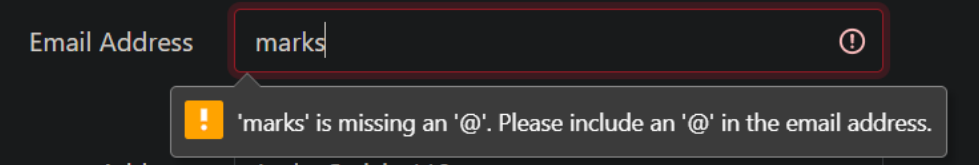 Email Address
marks
'marks' is missing an '@'. Please include an '@' in the email address.